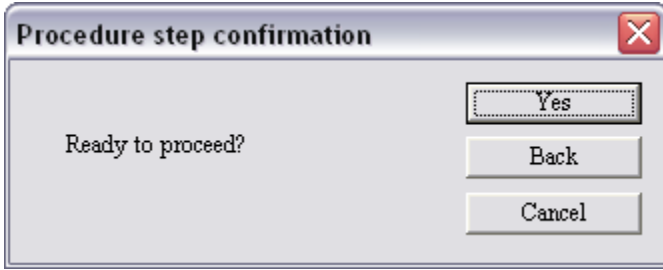 Procedure step confirmation
Yes
Ready to proceed?
Back
Cancel